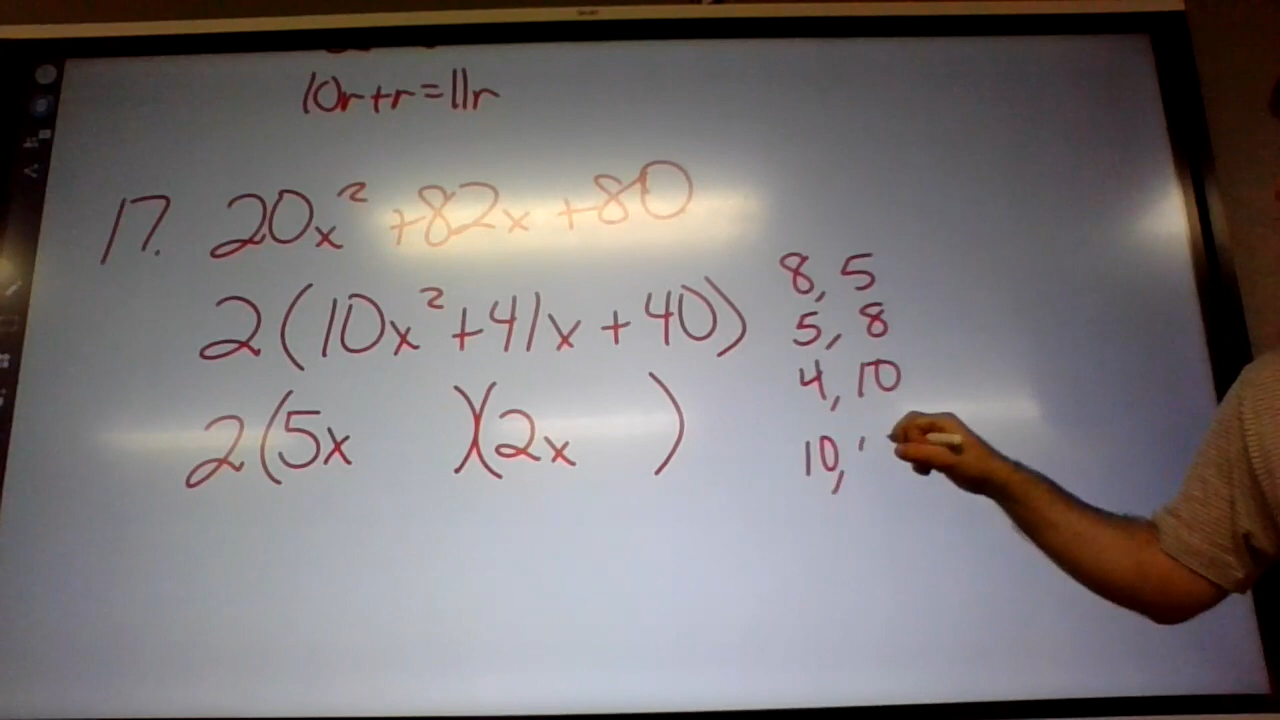 10r+r=11r
17. 20x² +82x +80
2(10x²+41x+40)
2(5x )(2x )
8, 5
5, 8
4, 10
10,